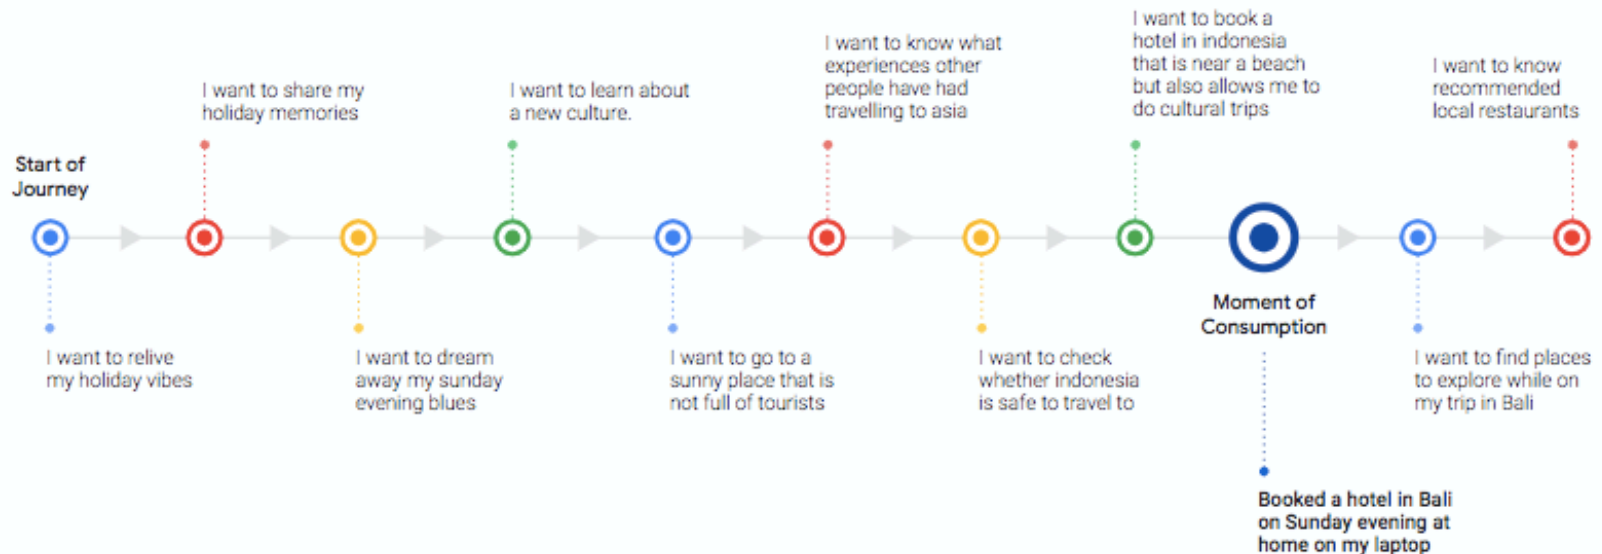 Start of
Journey
I want to relive
my holiday vibes
I want to share my
holiday memories
I want to dream
away my sunday
evening blues
I want to learn about
a new culture.
I want to go to a
sunny place that is
not full of tourists
I want to know what
experiences other
people have had
travelling to asia
I want to check
whether indonesia
is safe to travel to
I want to book a
hotel in indonesia
that is near a beach
but also allows me to
do cultural trips
Moment of
Consumption
Booked a hotel in Bali
on Sunday evening at
home on my laptop
I want to find places
to explore while on
my trip in Bali
I want to know
recommended
local restaurants